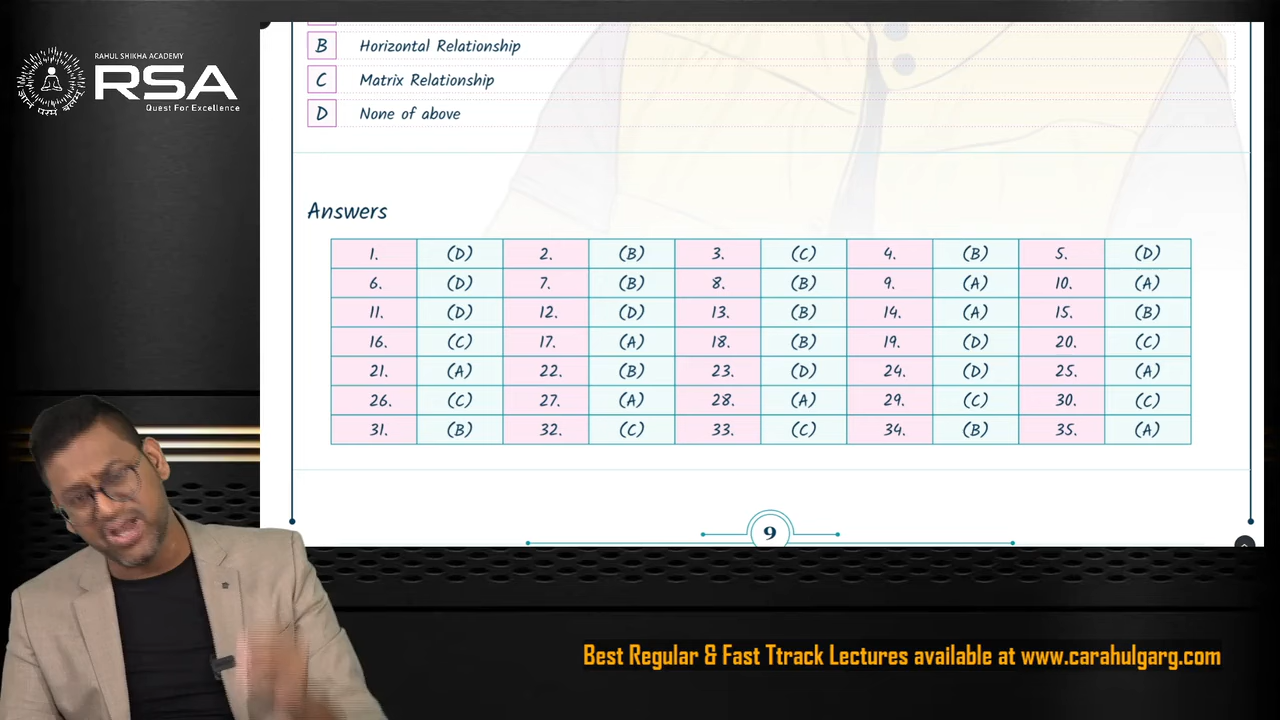 RAHUL SHIKHA ACADEMY
RSA
Quest For Excellence
ज्ञानं परमं बलम्
B Horizontal Relationship
C Matrix Relationship
D None of above
Answers
1. (D) 2. (B) 3. (C) 4. (B) 5. (D)
6. (D) 7. (B) 8. (B) 9. (A) 10. (A)
11. (D) 12. (D) 13. (B) 14. (A) 15. (B)
16. (C) 17. (A) 18. (B) 19. (D) 20. (C)
21. (A) 22. (B) 23. (D) 24. (D) 25. (A)
26. (C) 27. (A) 28. (A) 29. (C) 30. (C)
31. (B) 32. (C) 33. (C) 34. (B) 35. (A)
9
Best Regular & Fast Ttrack Lectures available at www.carahulgarg.com